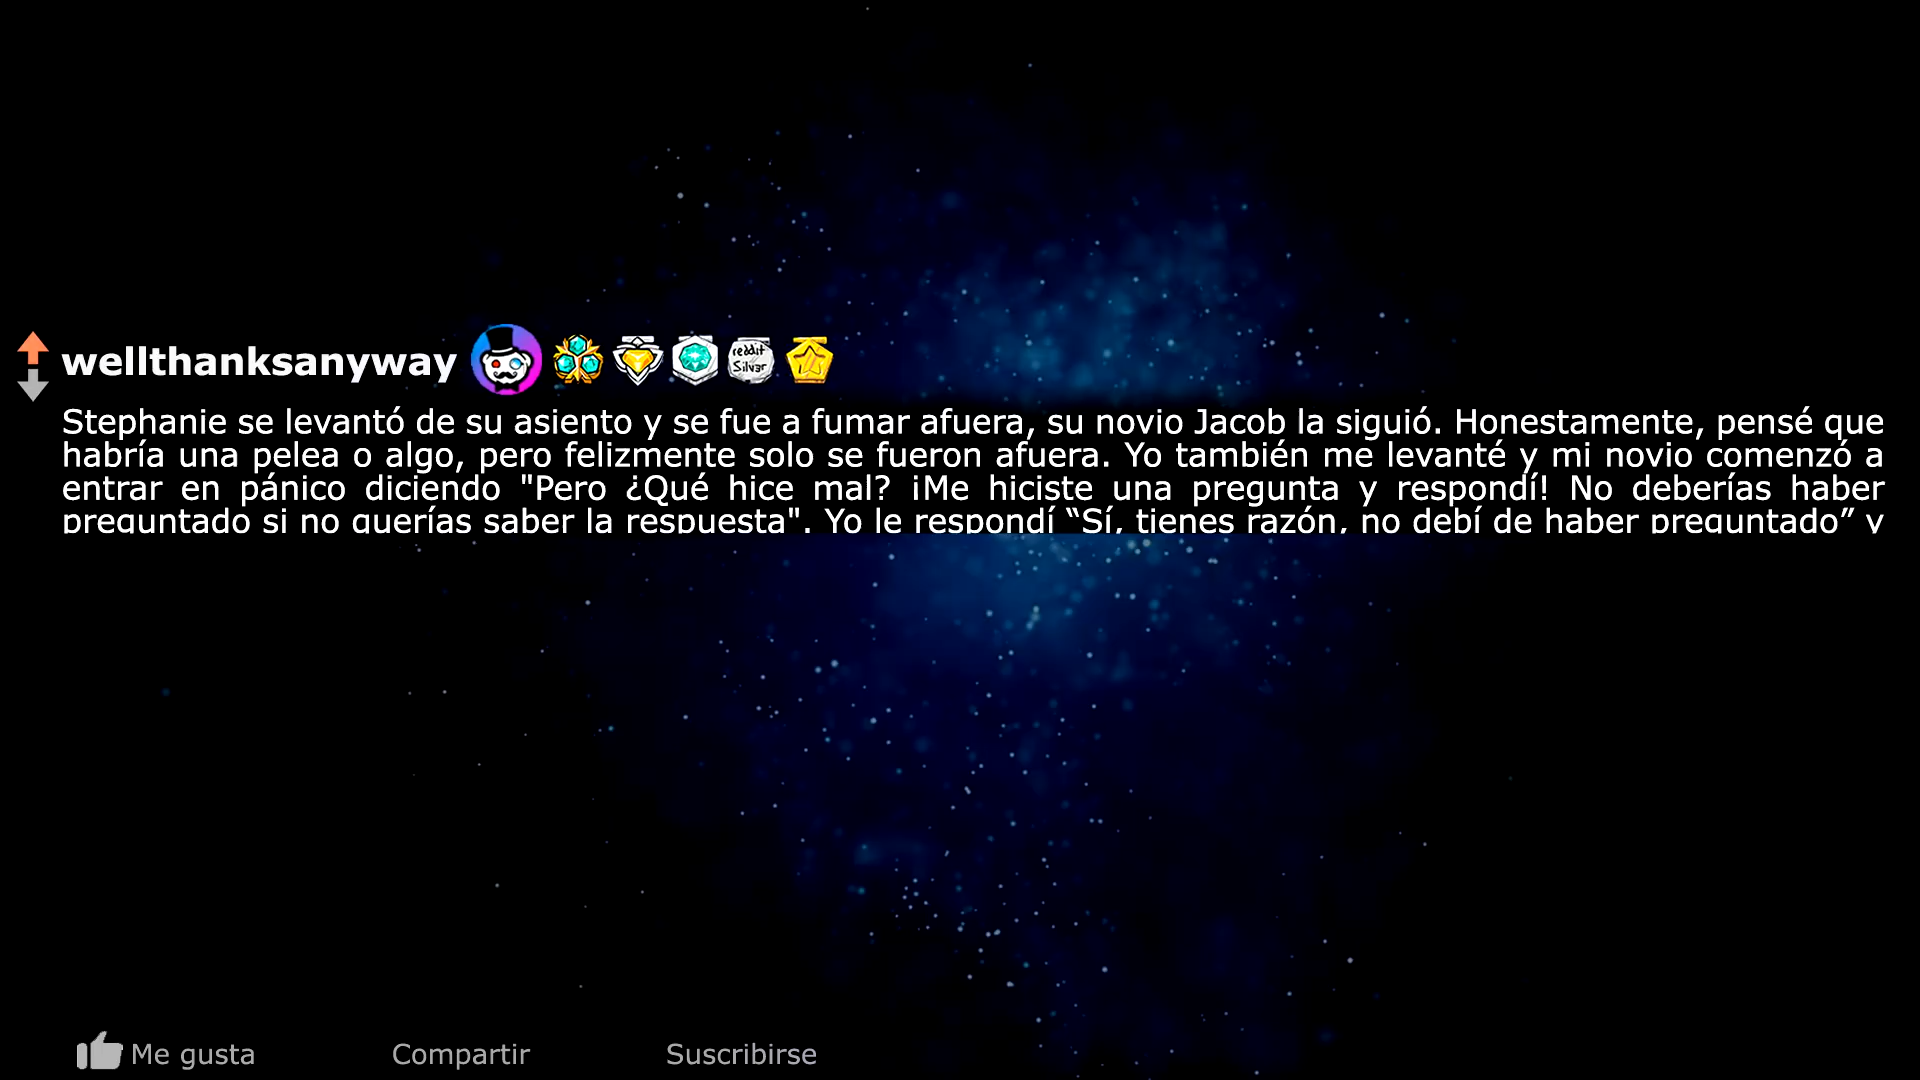 wellthanksanyway
reddit
Silver
Stephanie se levantó de su asiento y se fue a fumar afuera, su novio Jacob la siguió. Honestamente, pensé que
habría una pelea o algo, pero felizmente solo se fueron afuera. Yo también me levanté y mi novio comenzó a
entrar en pánico diciendo "Pero ¿Qué hice mal? ¡Me hiciste una pregunta y respondí! No deberías haber
preguntado si no querías saber la respuesta". Yo le respondí “Sí, tienes razón, no debí de haber preguntado” y
Me gusta
Compartir
Suscribirse